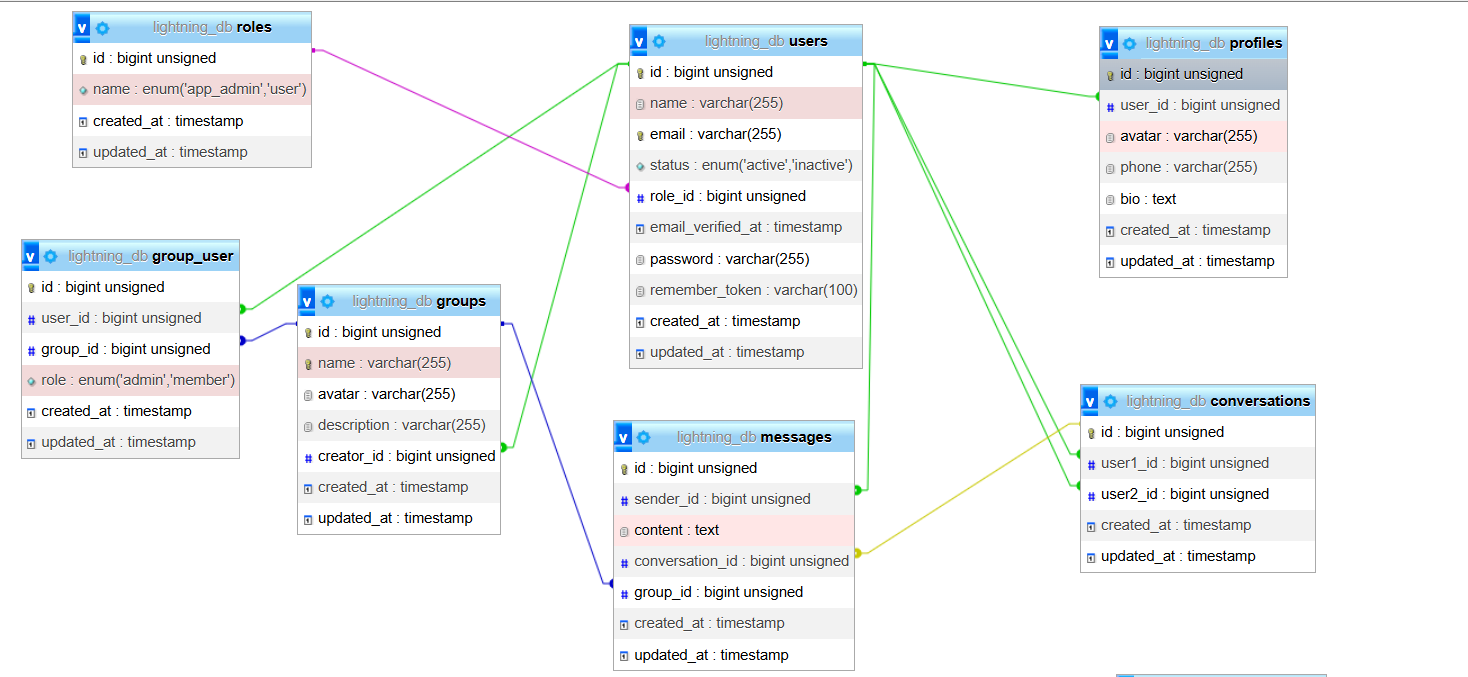 lightning_db roles
id : bigint unsigned
name : enum('app_admin','user')
created_at : timestamp
updated_at : timestamp
v lightning_db users
id : bigint unsigned
name : varchar(255)
email : varchar(255)
status : enum('active','inactive')
role_id : bigint unsigned
email_verified_at : timestamp
password : varchar(255)
remember_token : varchar(100)
created_at : timestamp
updated_at : timestamp
v lightning_db profiles
id : bigint unsigned
user_id : bigint unsigned
avatar : varchar(255)
phone : varchar(255)
bio : text
created_at : timestamp
updated_at : timestamp
v lightning_db group_user
id : bigint unsigned
user_id : bigint unsigned
group_id : bigint unsigned
role : enum('admin','member')
created_at : timestamp
updated_at : timestamp
v lightning_db groups
id : bigint unsigned
name : varchar(255)
avatar : varchar(255)
description : varchar(255)
creator_id : bigint unsigned
created_at : timestamp
updated_at : timestamp
v lightning_db messages
id : bigint unsigned
sender_id : bigint unsigned
content : text
conversation_id : bigint unsigned
group_id : bigint unsigned
created_at : timestamp
updated_at : timestamp
v lightning_db conversations
id : bigint unsigned
user1_id : bigint unsigned
user2_id : bigint unsigned
created_at : timestamp
updated_at : timestamp